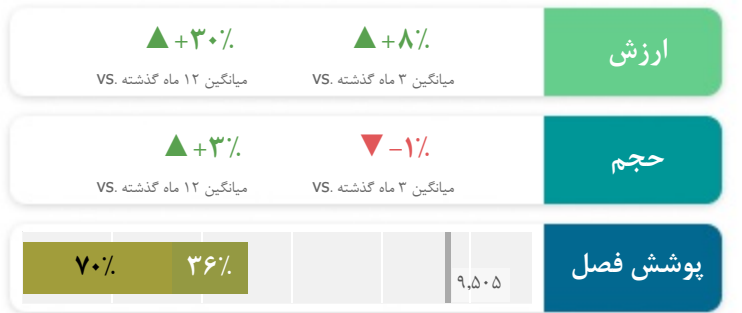 ارزش
▲+۸٪ ▲+۳۰٪
میانگین ۳ ماه گذشته .VS میانگین ۱۲ ماه گذشته .VS
حجم
▼-۱٪ ▲+۳٪
میانگین ۳ ماه گذشته .VS میانگین ۱۲ ماه گذشته .VS
پوشش فصل
۳۶٪ ۷۰٪
۹,۵۰۵